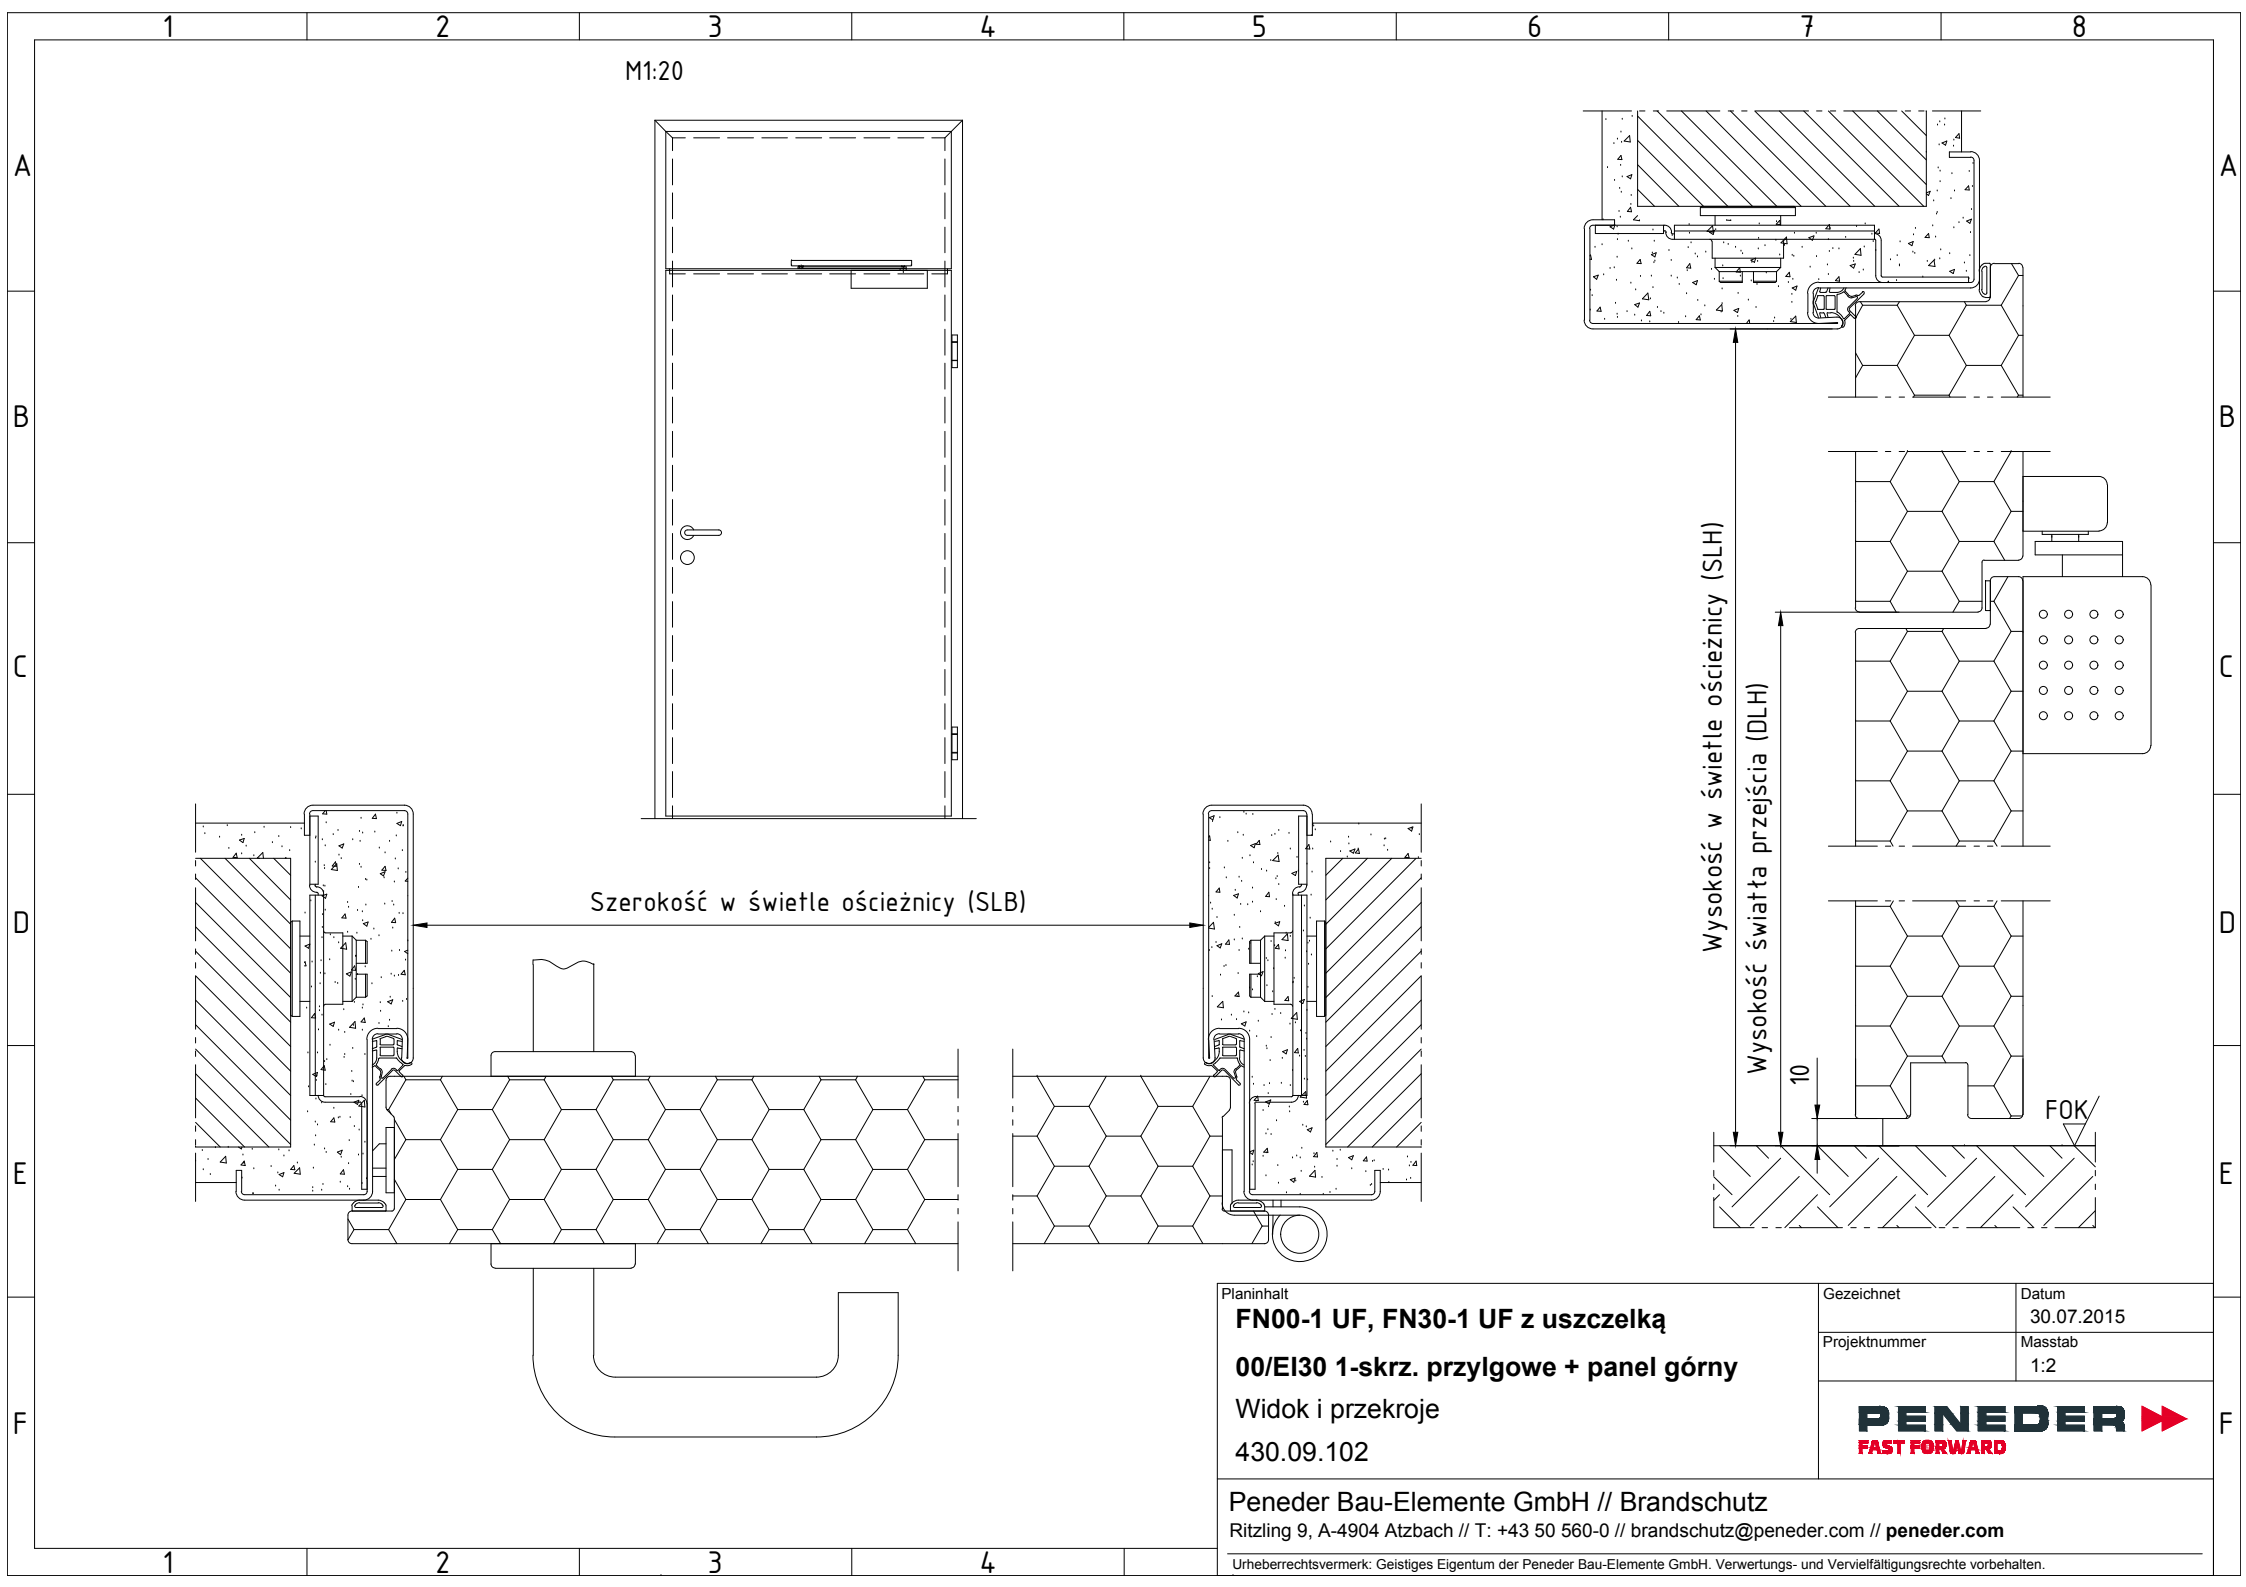 1 2 3 4 5 6 7 8
M1:20
A A
B B
C C
D D
E E
F F
Wysokość w świetle ościeżnicy (SLH)
Wysokość światła przejścia (DLH)
Szerokość w świetle ościeżnicy (SLB)
10
FOK
Planinhalt
FN00-1 UF, FN30-1 UF z uszczelką
00/EI30 1-skrz. przylgowe + panel górny
Widok i przekroje
430.09.102
Gezeichnet
Datum
30.07.2015
Projektnummer
Masstab
1:2
PENEDER
FAST FORWARD
Peneder Bau-Elemente GmbH // Brandschutz
Ritzling 9, A-4904 Atzbach // T: +43 50 560-0 // brandschutz@peneder.com // peneder.com
Urheberrechtsvermerk: Geistiges Eigentum der Peneder Bau-Elemente GmbH. Verwertungs- und Vervielfältigungsrechte vorbehalten.
1 2 3 4